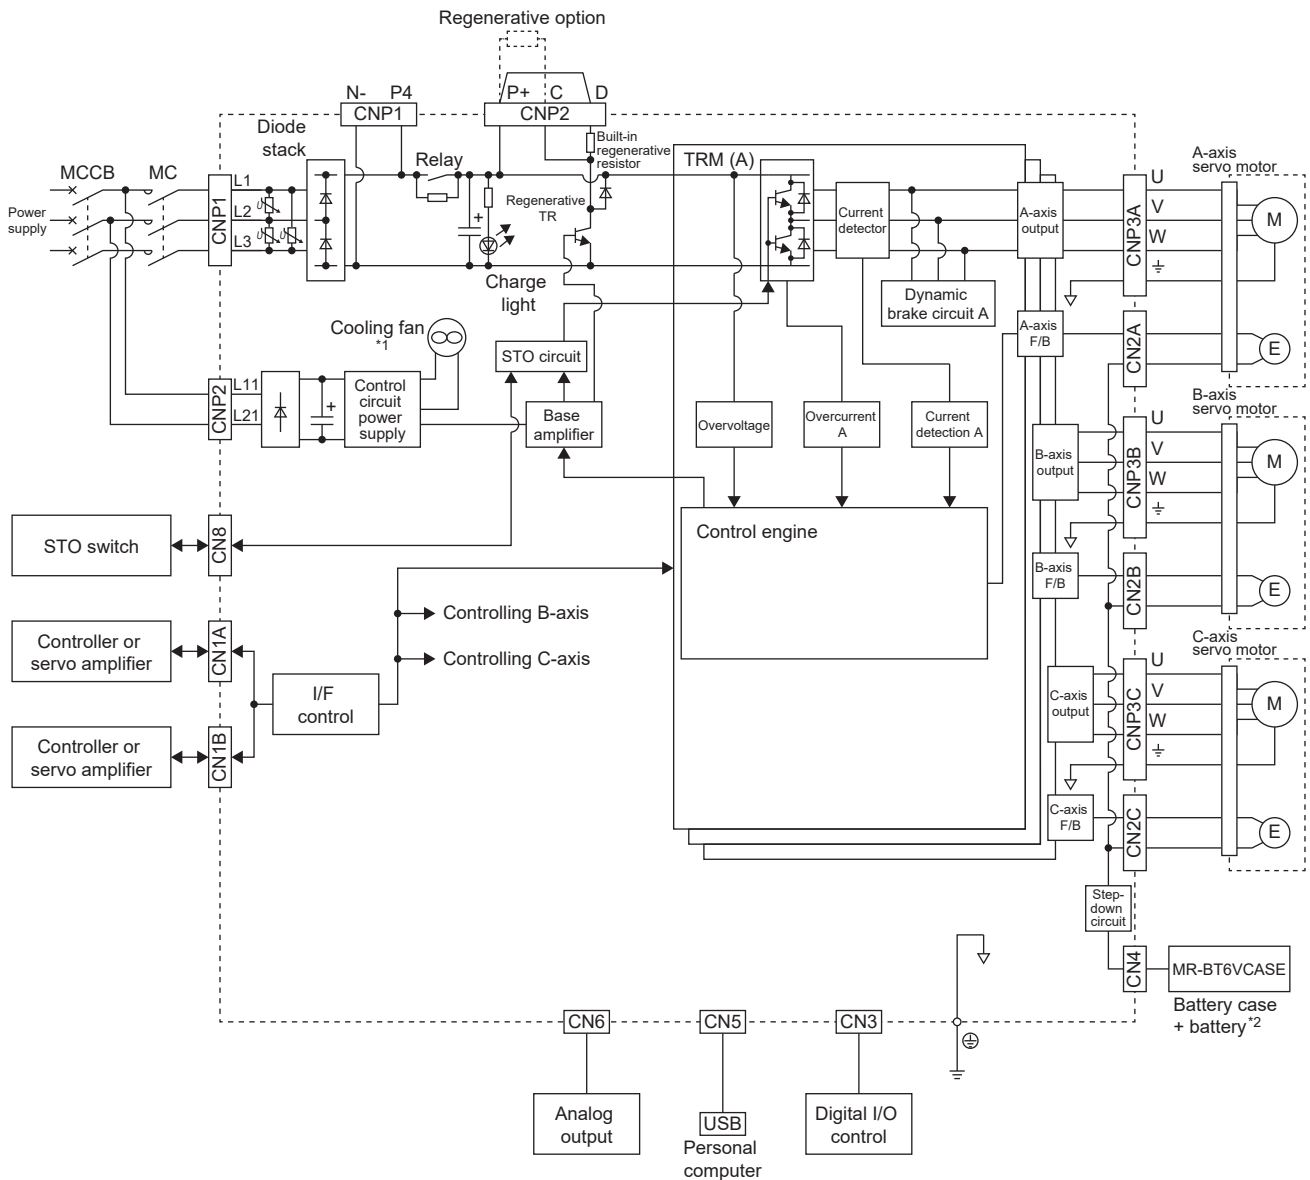 Regenerative option
N- P4
P+ C D
CNP1
CNP2
Diode
stack
Relay
Built-in
regenerative
resistor
TRM (A)
MCCB MC
Power
supply
CNP1
L1
L2
L3
Regenerative
TR
+
Charge
light
Current
detector
Dynamic
brake circuit A
A-axis
output
CNP3A
U
V
W
A-axis
servo motor
M
A-axis
F/B
CN2A
E
Cooling fan
*1
STO circuit
CNP2
L11
L21
+
Control
circuit
power
supply
Base
amplifier
Overvoltage
Overcurrent
A
Current
detection A
B-axis
servo motor
B-axis
output
CNP3B
U
V
W
M
Control engine
STO switch
CN8
B-axis
F/B
CN2B
E
Controlling B-axis
Controlling C-axis
Controller or
servo amplifier
CN1A
I/F
control
Controller or
servo amplifier
CN1B
C-axis
servo motor
C-axis
output
CNP3C
U
V
W
M
C-axis
F/B
CN2C
E
Step-
down
circuit
CN4
MR-BT6VCASE
Battery case
+ battery*2
CN6
CN5
CN3
Analog
output
USB
Personal
computer
Digital I/O
control